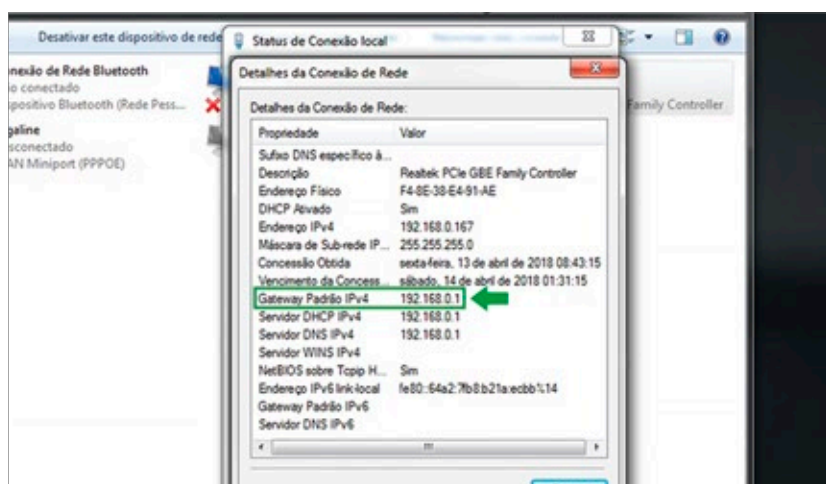 Desativar este dispositivo de rede
Status de Conexão local
nexão de Rede Bluetooth
o conectado
positivo Bluetooth (Rede Pess...
galine
sconectado
AN Miniport (PPPOE)
Family Controller
Detalhes da Conexão de Rede
Detalhes da Conexão de Rede:
Propriedade Valor
Sufixo DNS específico à...
Descrição Realtek PCIe GBE Family Controller
Endereço Físico F4-8E-38-E4-91-AE
DHCP Ativado Sim
Endereço IPv4 192.168.0.167
Máscara de Sub-rede IP... 255.255.255.0
Concessão Obtida sexta-feira, 13 de abril de 2018 08:43:15
Vencimento da Concess... sábado, 14 de abril de 2018 01:31:15
Gateway Padrão IPv4 192.168.0.1
Servidor DHCP IPv4 192.168.0.1
Servidor DNS IPv4 192.168.0.1
Servidor WINS IPv4
NetBIOS sobre Tcpip H... Sim
Endereço IPv6 link-local fe80::64a2:7fb8:b21a:ecbb%14
Gateway Padrão IPv6
Servidor DNS IPv6